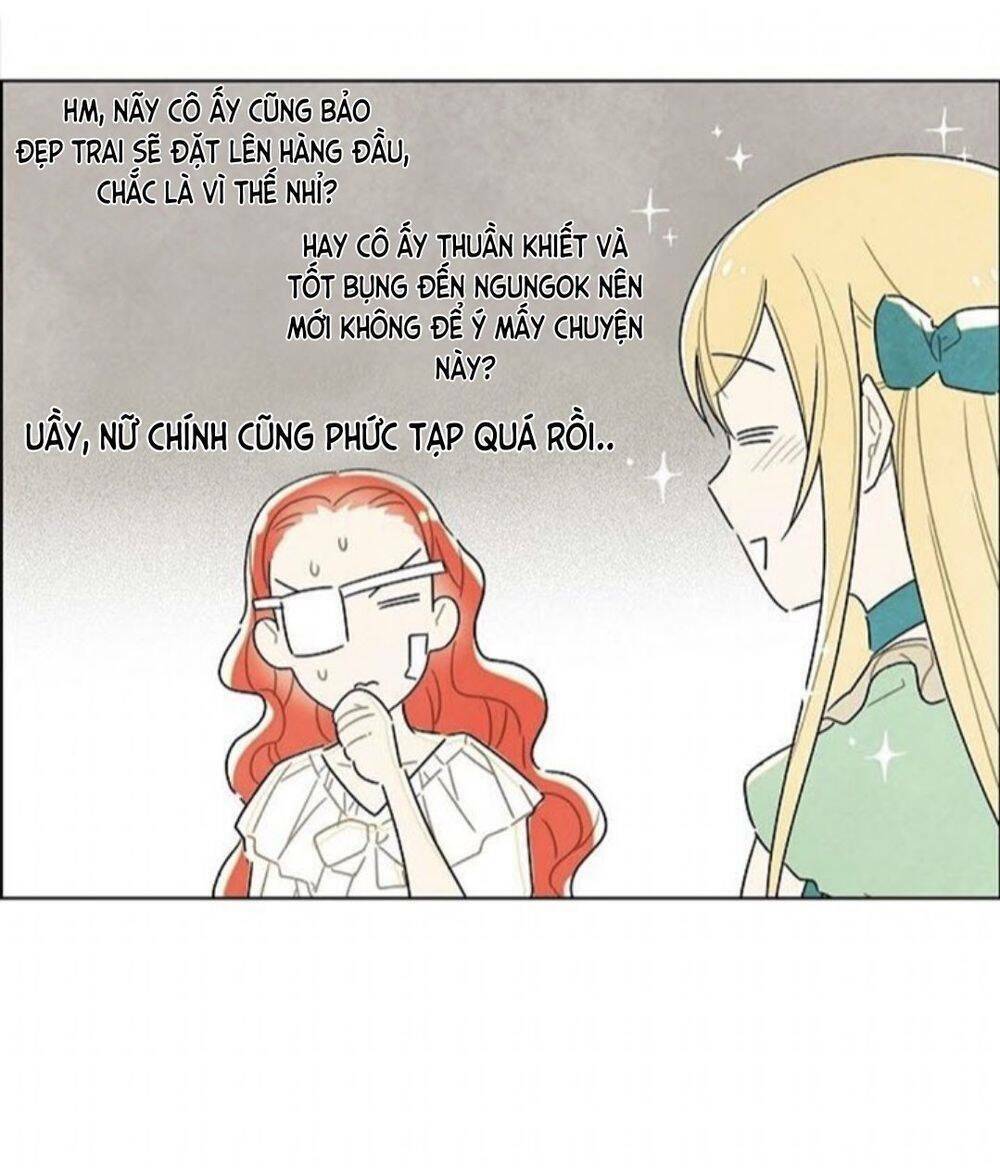 HM, NÃY CÔ ẤY CŨNG BẢO
ĐẸP TRAI SẼ ĐẶT LÊN HÀNG ĐẦU,
CHẮC LÀ VÌ THẾ NHỈ?
HAY CÔ ẤY THUẦN KHIẾT VÀ
TỐT BỤNG ĐẾN NGUNGOK NÊN
MỚI KHÔNG ĐỂ Ý MẤY CHUYỆN
NÀY?
UẦY, NỮ CHÍNH CŨNG PHỨC TẠP QUÁ RỒI..